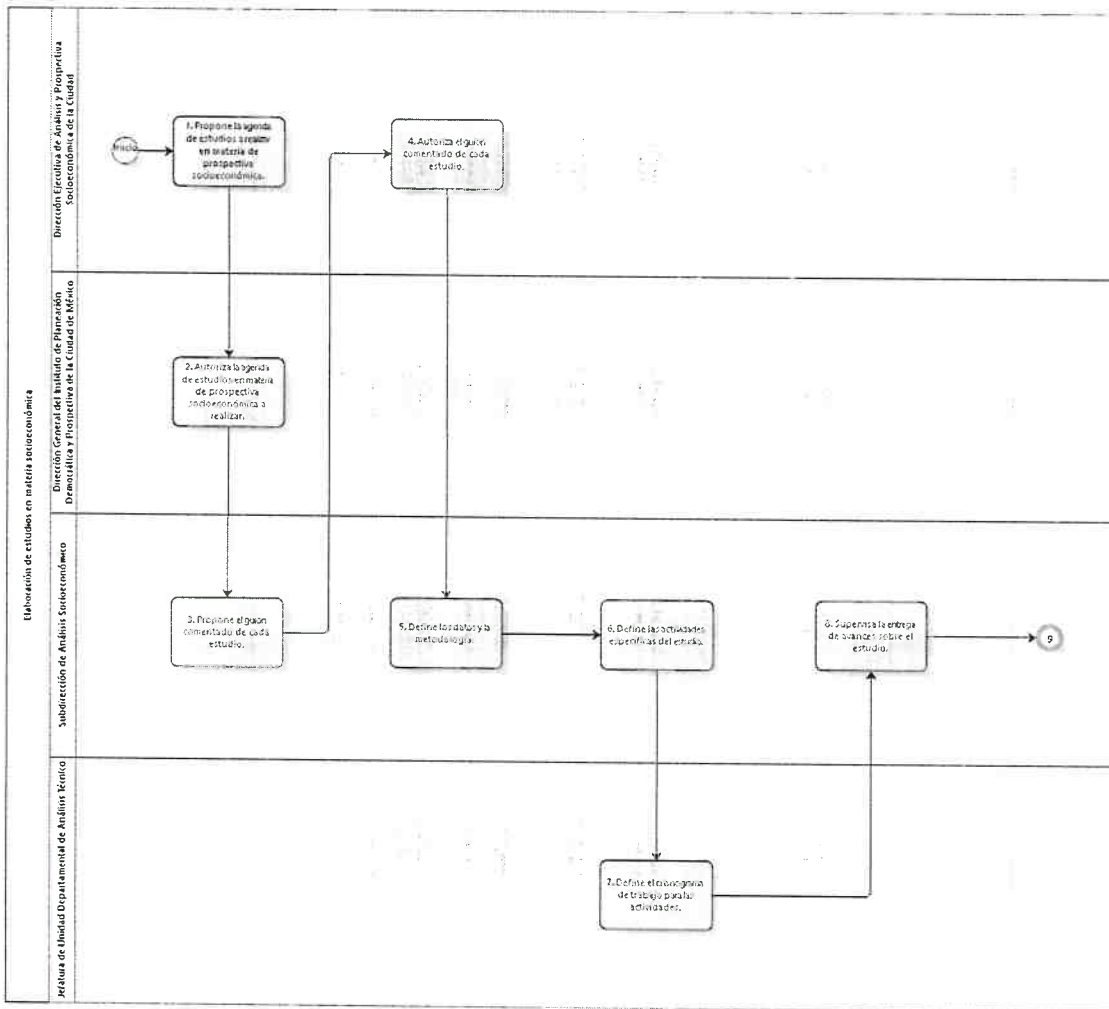 Elaboración de estudios en materia socioeconómica
Dirección Ejecutiva de Análisis y Prospectiva
Socioeconómica de la Ciudad
Inicio
1. Propone la agenda
de estudios a realizar
en materia de
prospectiva
socioeconómica.
4. Autoriza el guion
comentado de cada
estudio.
Dirección General del Instituto de Planeación
Democrática y Prospectiva de la Ciudad de México
2. Autoriza la agenda
de estudios en materia
de prospectiva
socioeconómica a
realizar.
Subdirección de Análisis Socioeconómico
3. Propone el guion
comentado de cada
estudio.
5. Define los datos y la
metodología.
6. Define las actividades
específicas del estudio.
8. Supervisa la entrega
de avances sobre el
estudio.
9
Jefatura de Unidad Departamental de Análisis Técnico
7. Define el cronograma
de trabajo para las
actividades.